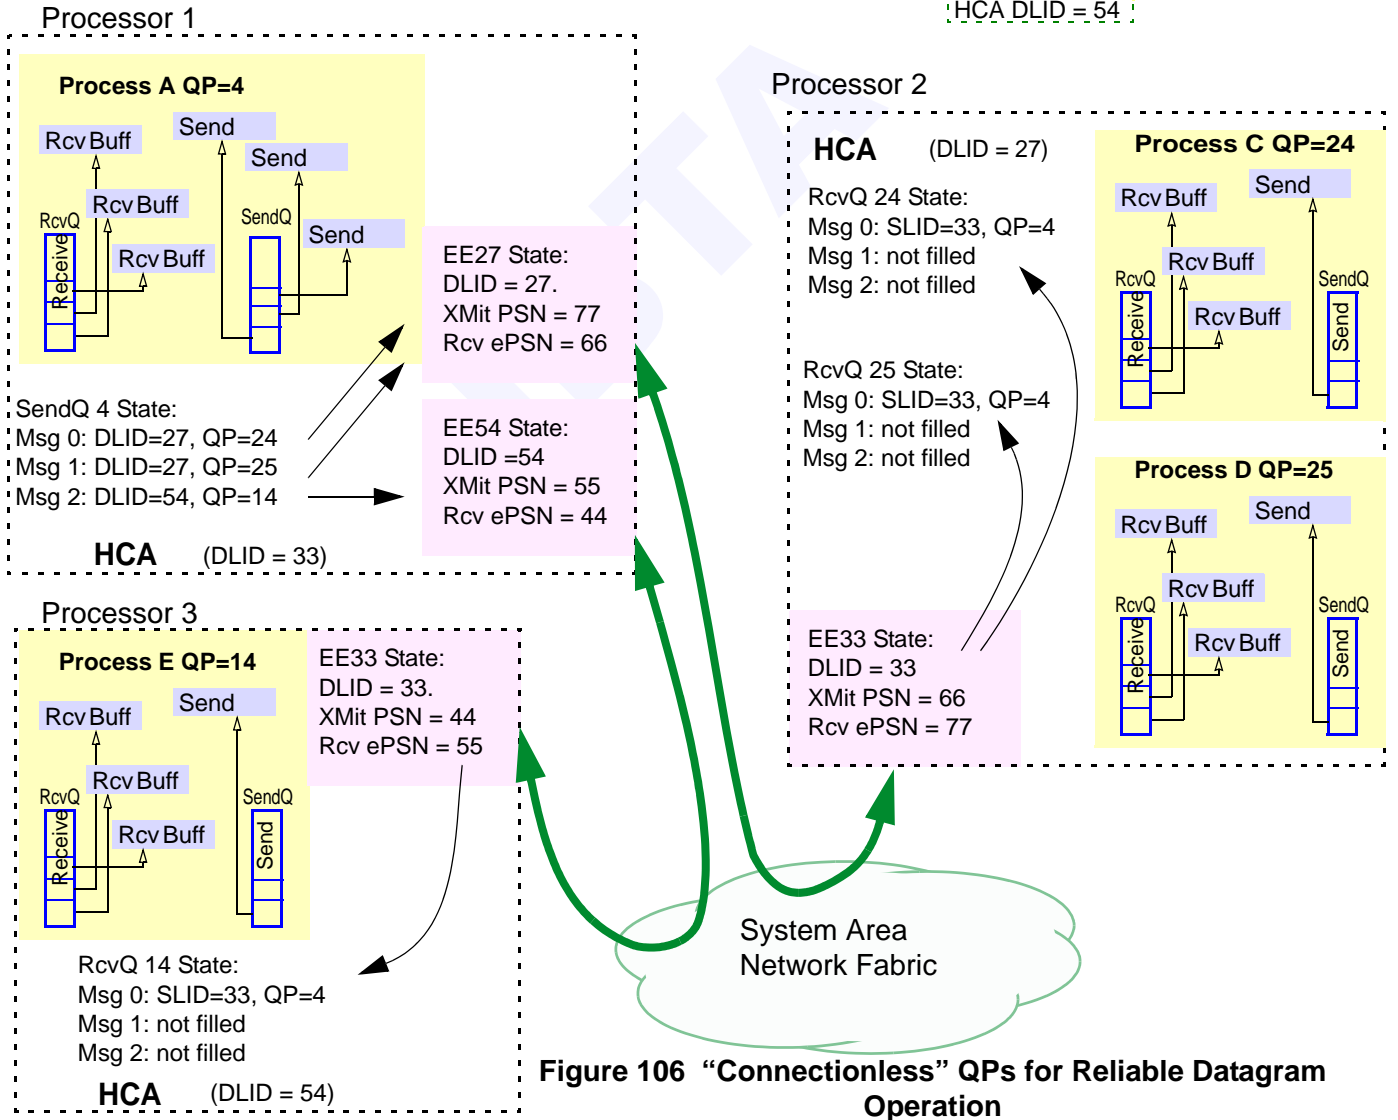 HCA DLID = 54
Processor 1
Process A QP=4
Rcv Buff
Send
Send
Rcv Buff
RcvQ
SendQ
Send
Receive
Rcv Buff
EE27 State:
DLID = 27.
XMit PSN = 77
Rcv ePSN = 66
SendQ 4 State:
Msg 0: DLID=27, QP=24
Msg 1: DLID=27, QP=25
Msg 2: DLID=54, QP=14
EE54 State:
DLID =54
XMit PSN = 55
Rcv ePSN = 44
HCA (DLID = 33)
Processor 2
HCA (DLID = 27)
RcvQ 24 State:
Msg 0: SLID=33, QP=4
Msg 1: not filled
Msg 2: not filled
RcvQ 25 State:
Msg 0: SLID=33, QP=4
Msg 1: not filled
Msg 2: not filled
EE33 State:
DLID = 33
XMit PSN = 66
Rcv ePSN = 77
Process C QP=24
Rcv Buff
Send
Rcv Buff
RcvQ
SendQ
Receive
Rcv Buff
Send
Process D QP=25
Rcv Buff
Send
Rcv Buff
RcvQ
SendQ
Receive
Rcv Buff
Send
Processor 3
Process E QP=14
Rcv Buff
Send
Rcv Buff
RcvQ
SendQ
Receive
Rcv Buff
Send
EE33 State:
DLID = 33.
XMit PSN = 44
Rcv ePSN = 55
RcvQ 14 State:
Msg 0: SLID=33, QP=4
Msg 1: not filled
Msg 2: not filled
HCA (DLID = 54)
System Area
Network Fabric
Figure 106 “Connectionless” QPs for Reliable Datagram
Operation